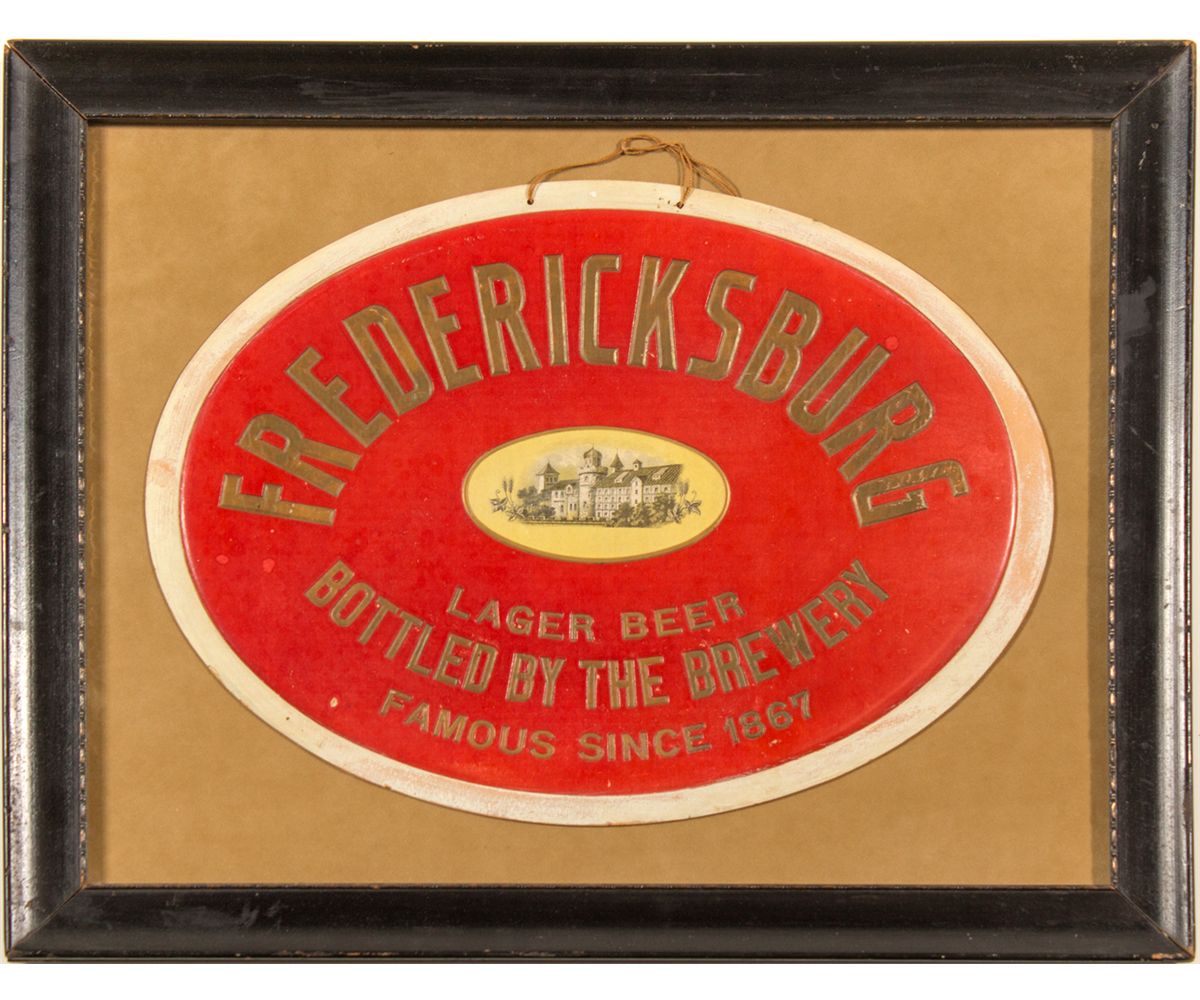 FREDERICKSBURG
LAGER BEER
BOTTLED BY THE BREWERY
FAMOUS SINCE 1867